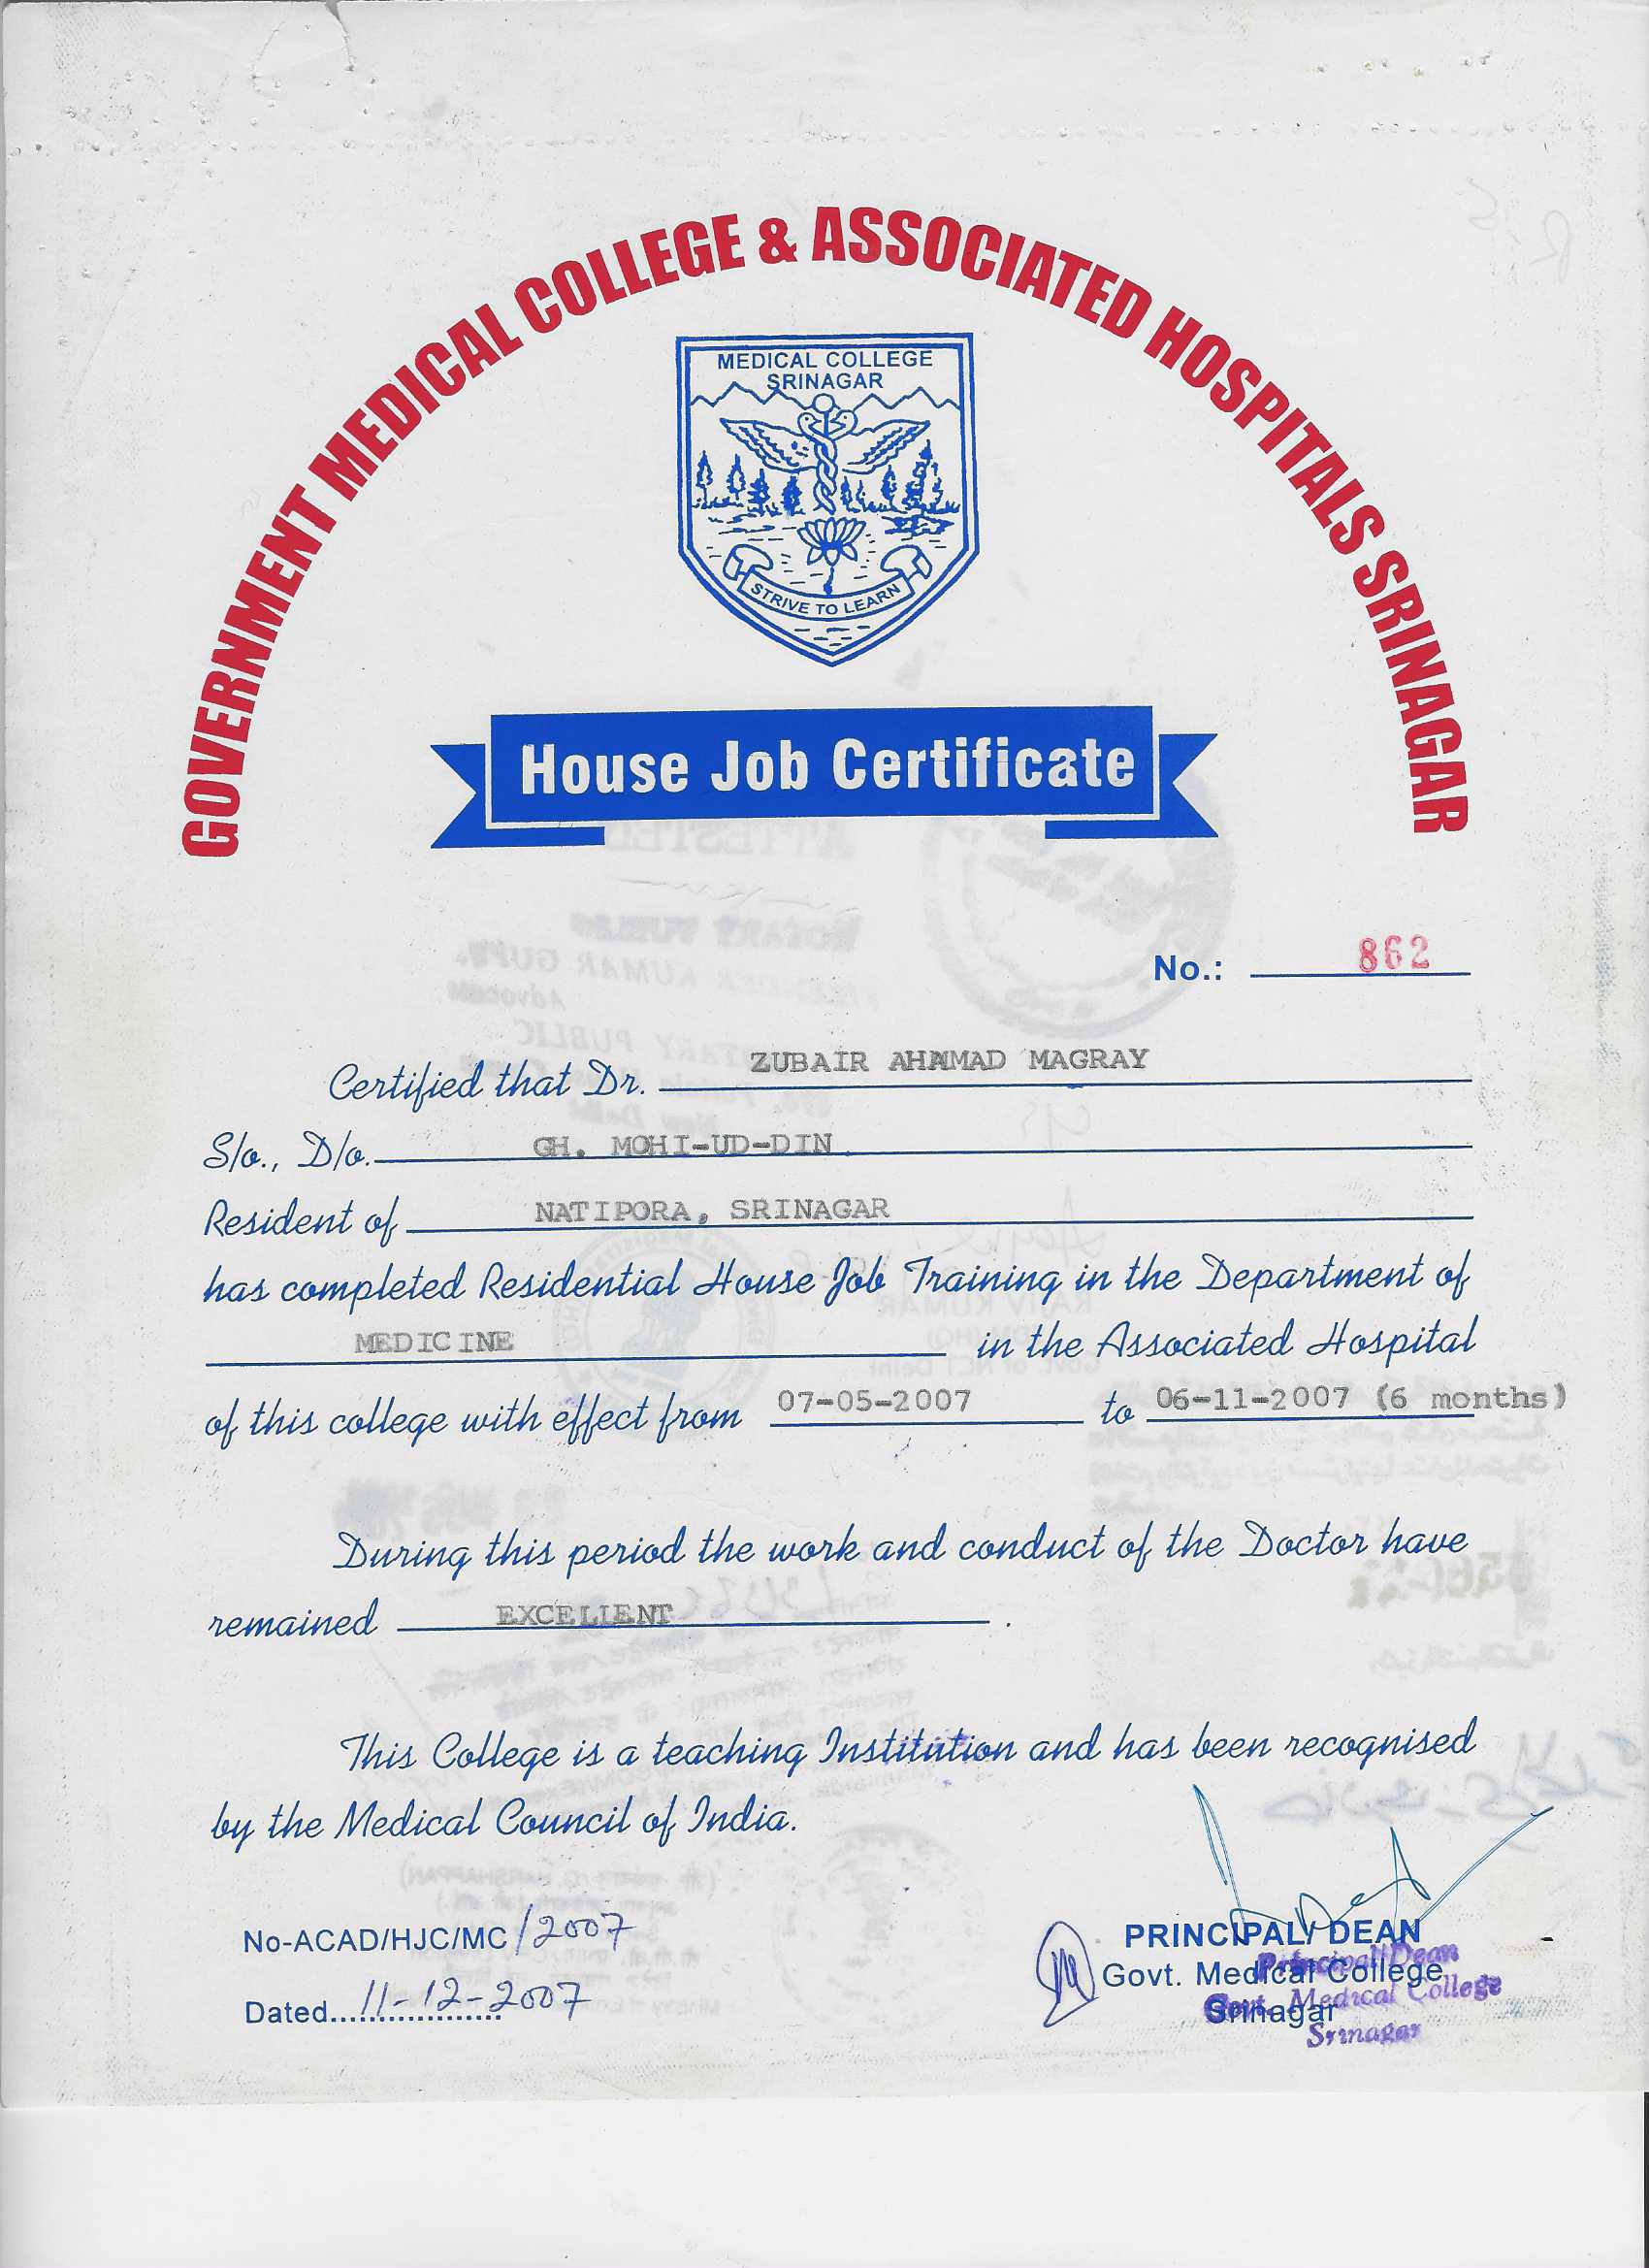 GOVERNMENT MEDICAL COLLEGE & ASSOCIATED HOSPITALS SRINAGAR
MEDICAL COLLEGE
SRINAGAR
STRIVE TO LEARN
House Job Certificate
No.: 862
Certified that Dr. ZUBAIR AHAMAD MAGRAY
S/o., D/o. GH. MOHI-UD-DIN
Resident of NATIPORA, SRINAGAR
has completed Residential House Job Training in the Department of
MEDICINE in the Associated Hospital
of this college with effect from 07-05-2007 to 06-11-2007 (6 months)
During this period the work and conduct of the Doctor have
remained EXCELLENT .
This College is a teaching Institution and has been recognised
by the Medical Council of India.
No-ACAD/HJC/MC/2007
Dated...11-12-2007
PRINCIPAL/ DEAN
Govt. Medical College
Srinagar
Principal/Dean
Govt. Medical College
Srinagar